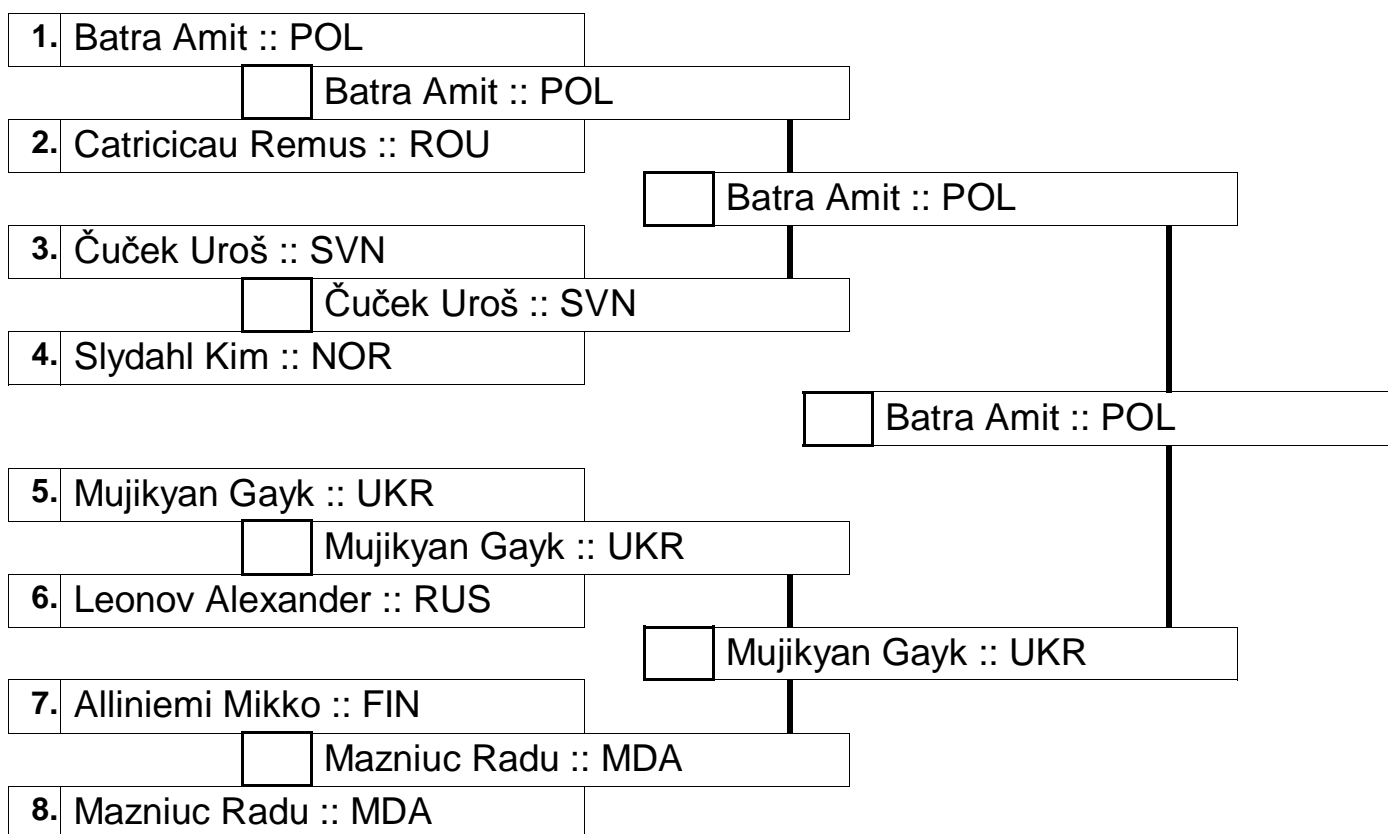 1. Batra Amit :: POL
Batra Amit :: POL
2. Catricicau Remus :: ROU
Batra Amit :: POL
3. Čuček Uroš :: SVN
Čuček Uroš :: SVN
4. Slydahl Kim :: NOR
Batra Amit :: POL
5. Mujikyan Gayk :: UKR
Mujikyan Gayk :: UKR
6. Leonov Alexander :: RUS
Mujikyan Gayk :: UKR
7. Alliniemi Mikko :: FIN
Mazniuc Radu :: MDA
8. Mazniuc Radu :: MDA